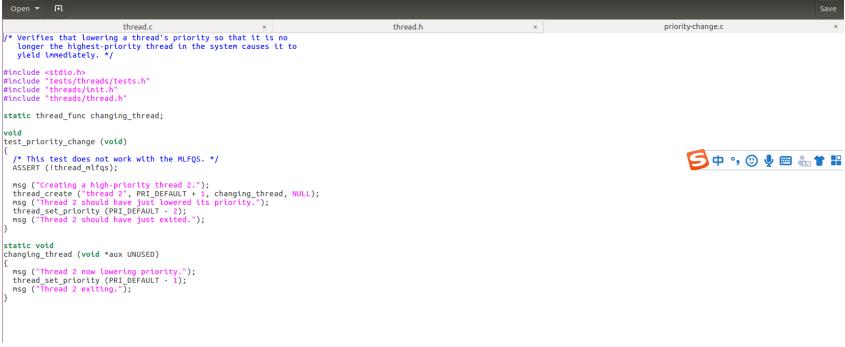 Open
Save
thread.c × thread.h × priority-change.c ×
/* Verifies that lowering a thread's priority so that it is no
   longer the highest-priority thread in the system causes it to
   yield immediately. */

#include <stdio.h>
#include "tests/threads/tests.h"
#include "threads/init.h"
#include "threads/thread.h"

static thread_func changing_thread;

void
test_priority_change (void)
{
  /* This test does not work with the MLFQS. */
  ASSERT (!thread_mlfqs);

  msg ("Creating a high-priority thread 2.");
  thread_create ("thread 2", PRI_DEFAULT + 1, changing_thread, NULL);
  msg ("Thread 2 should have just lowered its priority.");
  thread_set_priority (PRI_DEFAULT - 2);
  msg ("Thread 2 should have just exited.");
}

static void
changing_thread (void *aux UNUSED)
{
  msg ("Thread 2 now lowering priority.");
  thread_set_priority (PRI_DEFAULT - 1);
  msg ("Thread 2 exiting.");
}
S 中 °,